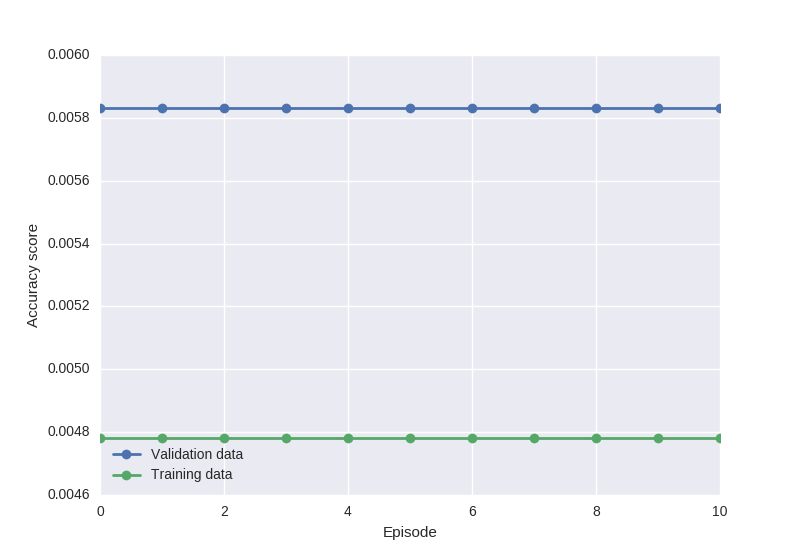 0.0060
0.0058
0.0056
0.0054
0.0052
0.0050
0.0048
0.0046
Accuracy score
Validation data
Training data
0 2 4 6 8 10
Episode